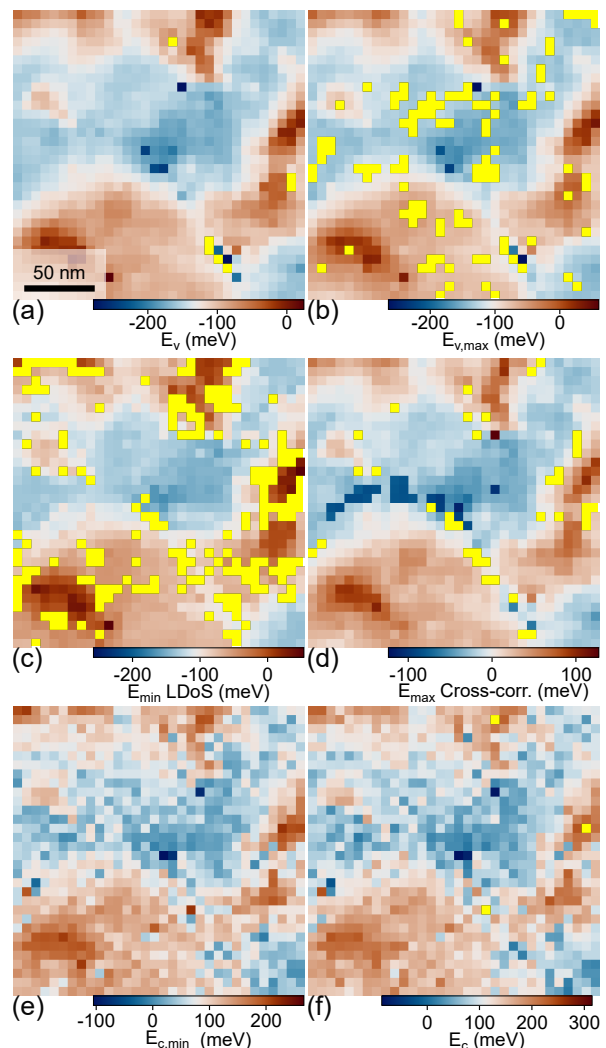 50 nm
(a) -200 -100 0
E_v (meV)
(b) -200 -100 0
E_v,max (meV)
(c) -200 -100 0
E_min LDoS (meV)
(d) -100 0 100
E_max Cross-corr. (meV)
(e) -100 0 100 200
E_c,min
(f) 0 100 200 300
E_c (meV)